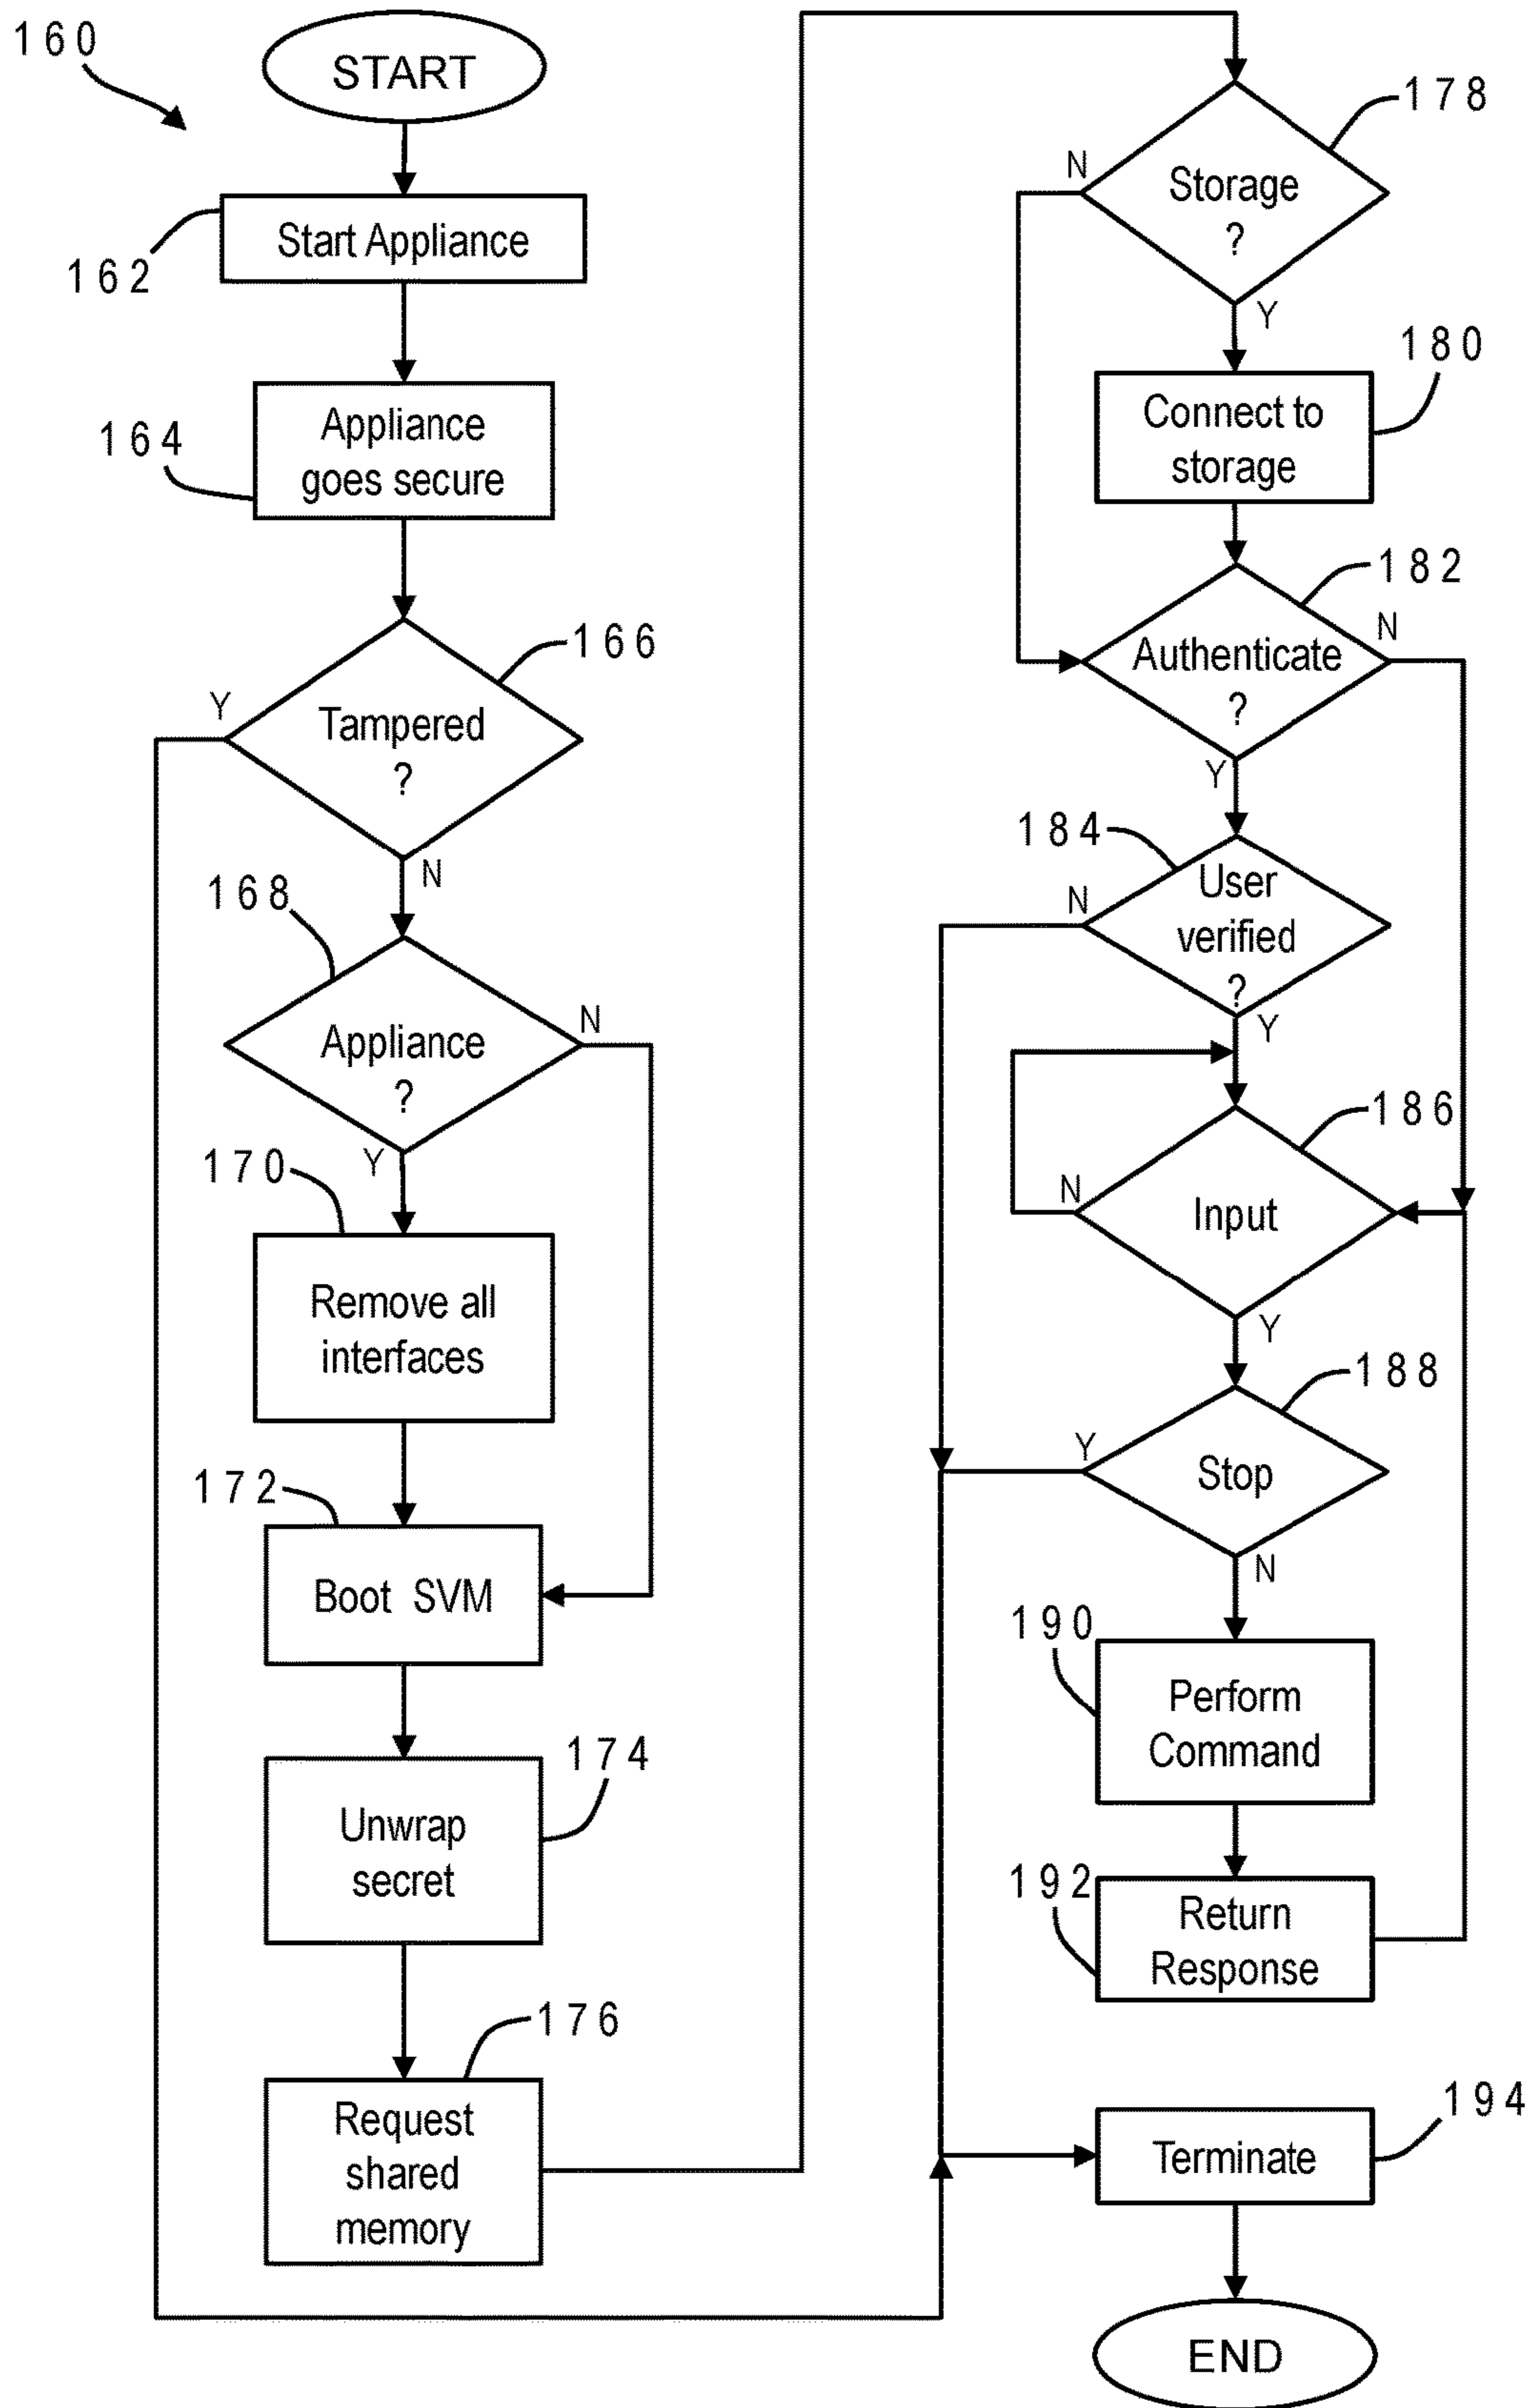 160
START
162
Start Appliance
164
Appliance
goes secure
166
Y
Tampered
?
N
168
Appliance
?
N
Y
170
Remove all
interfaces
172
Boot SVM
174
Unwrap
secret
176
Request
shared
memory
178
N
Storage
?
Y
180
Connect to
storage
182
N
Authenticate
?
Y
184
N
User
verified
?
Y
186
N
Input
Y
188
Y
Stop
N
190
Perform
Command
192
Return
Response
194
Terminate
END